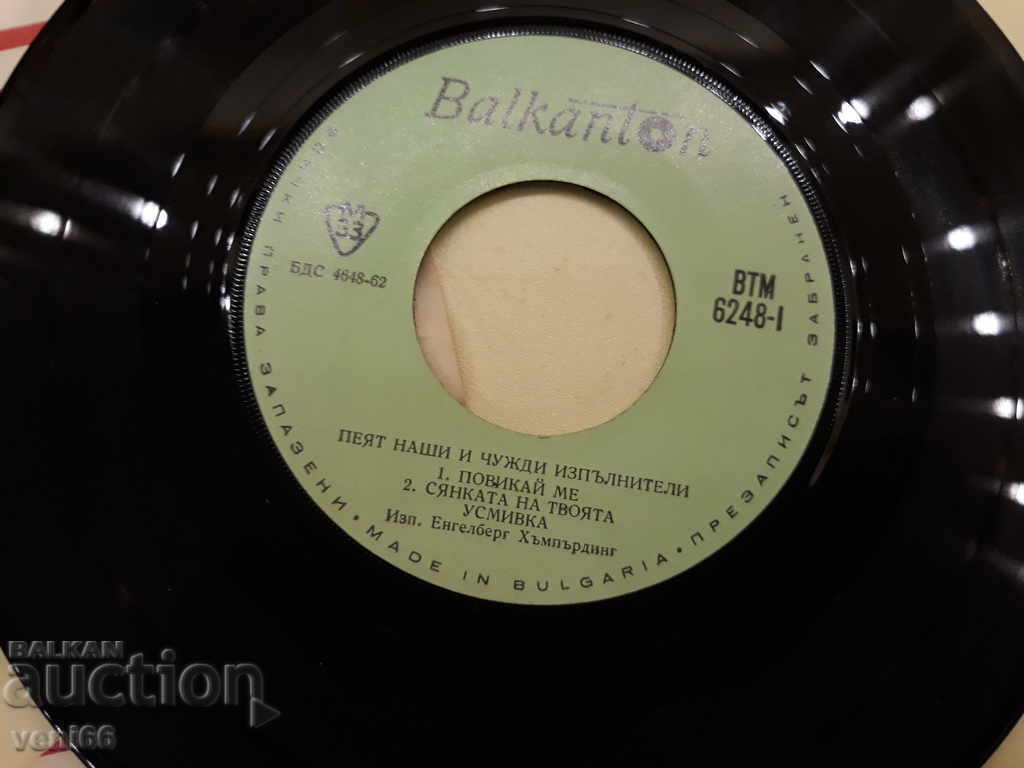 Balkanton
БДС 4648-62
ВТМ
6248-I
ПЕЯТ НАШИ И ЧУЖДИ ИЗПЪЛНИТЕЛИ
1. ПОВИКАЙ МЕ
2. СЯНКАТА НА ТВОЯТА
УСМИВКА
Изп. Енгелберг Хъмпърдинг
ВСИЧКИ ПРАВА ЗАПАЗЕНИ • MADE IN BULGARIA • ПРЕЗАПИСЪТ ЗАБРАНЕН
BALKAN
auction
veni66